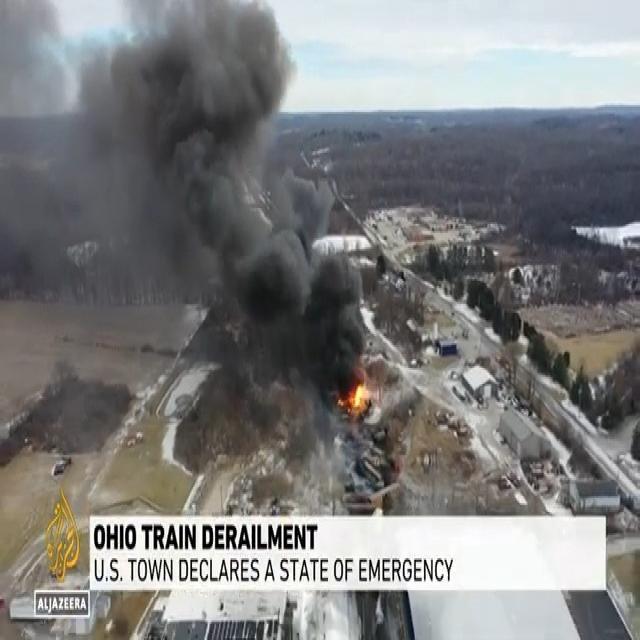 OHIO TRAIN DERAILMENT
U.S. TOWN DECLARES A STATE OF EMERGENCY
ALJAZEERA